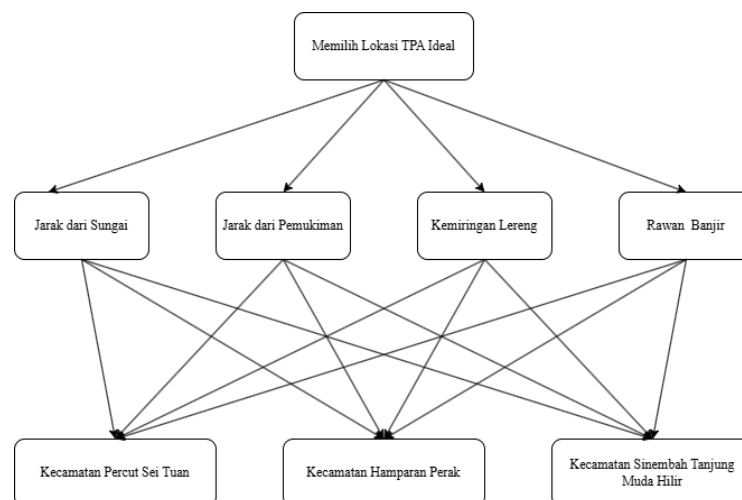 Memilih Lokasi TPA Ideal
Jarak dari Sungai
Jarak dari Pemukiman
Kemiringan Lereng
Rawan Banjir
Kecamatan Percut Sei Tuan
Kecamatan Hamparan Perak
Kecamatan Sinembah Tanjung
Muda Hilir